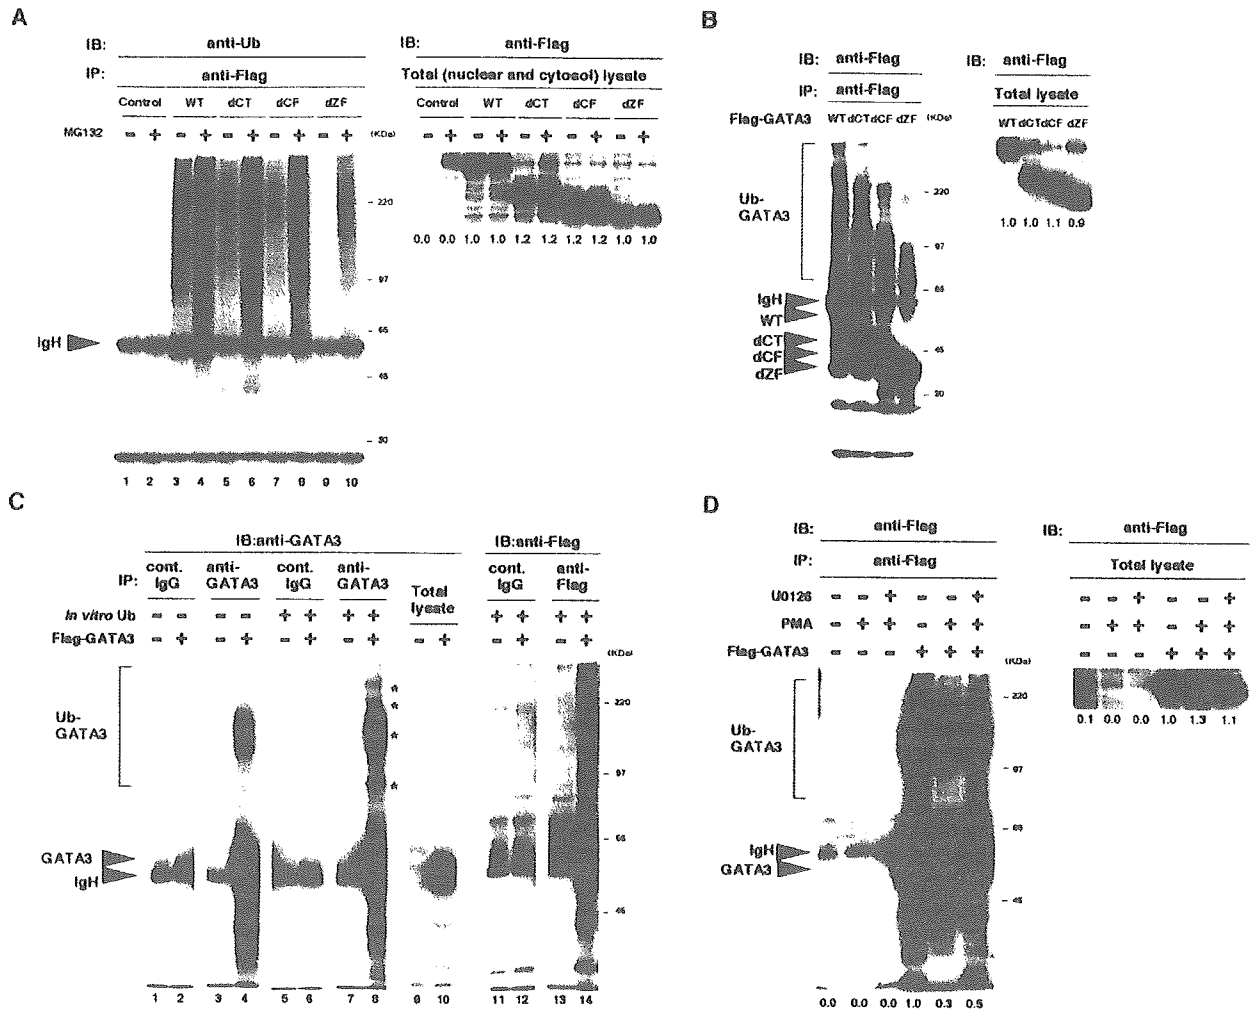 A
IB: anti-Ub
IP: anti-Flag
Control WT dCT dCF dZF
MG132 - + - + - + - + - + (KDa)
- 220
- 97
- 65
- 45
- 30
IgH
1 2 3 4 5 6 7 8 9 10
IB: anti-Flag
Total (nuclear and cytosol) lysate
Control WT dCT dCF dZF
- + - + - + - + - +
0.0 0.0 1.0 1.0 1.2 1.2 1.2 1.2 1.0 1.0
B
IB: anti-Flag
IP: anti-Flag
Flag-GATA3 WT dCT dCF dZF (KDa)
Ub-
GATA3
- 220
- 97
- 66
IgH
WT
dCT
dCF
dZF
- 45
- 20
IB: anti-Flag
Total lysate
WT dCT dCF dZF
1.0 1.0 1.1 0.9
C
IB:anti-GATA3 IB:anti-Flag
IP: cont. IgG anti-GATA3 cont. IgG anti-GATA3 Total lysate cont. IgG anti-Flag
In vitro Ub - - - - + + + + + + + +
Flag-GATA3 - + - + - + - + - + - + - +
(KDa)
Ub-
GATA3
- 220
- 97
- 66
- 45
GATA3
IgH
1 2 3 4 5 6 7 8 9 10 11 12 13 14
D
IB: anti-Flag
IP: anti-Flag
U0126 - - + - - +
PMA - + + - + +
Flag-GATA3 - - - + + + (KDa)
Ub-
GATA3
- 220
- 97
- 66
- 45
IgH
GATA3
0.0 0.0 0.0 1.0 0.3 0.5
IB: anti-Flag
Total lysate
- - + - - +
- + + - + +
- - - + + +
0.1 0.0 0.0 1.0 1.3 1.1